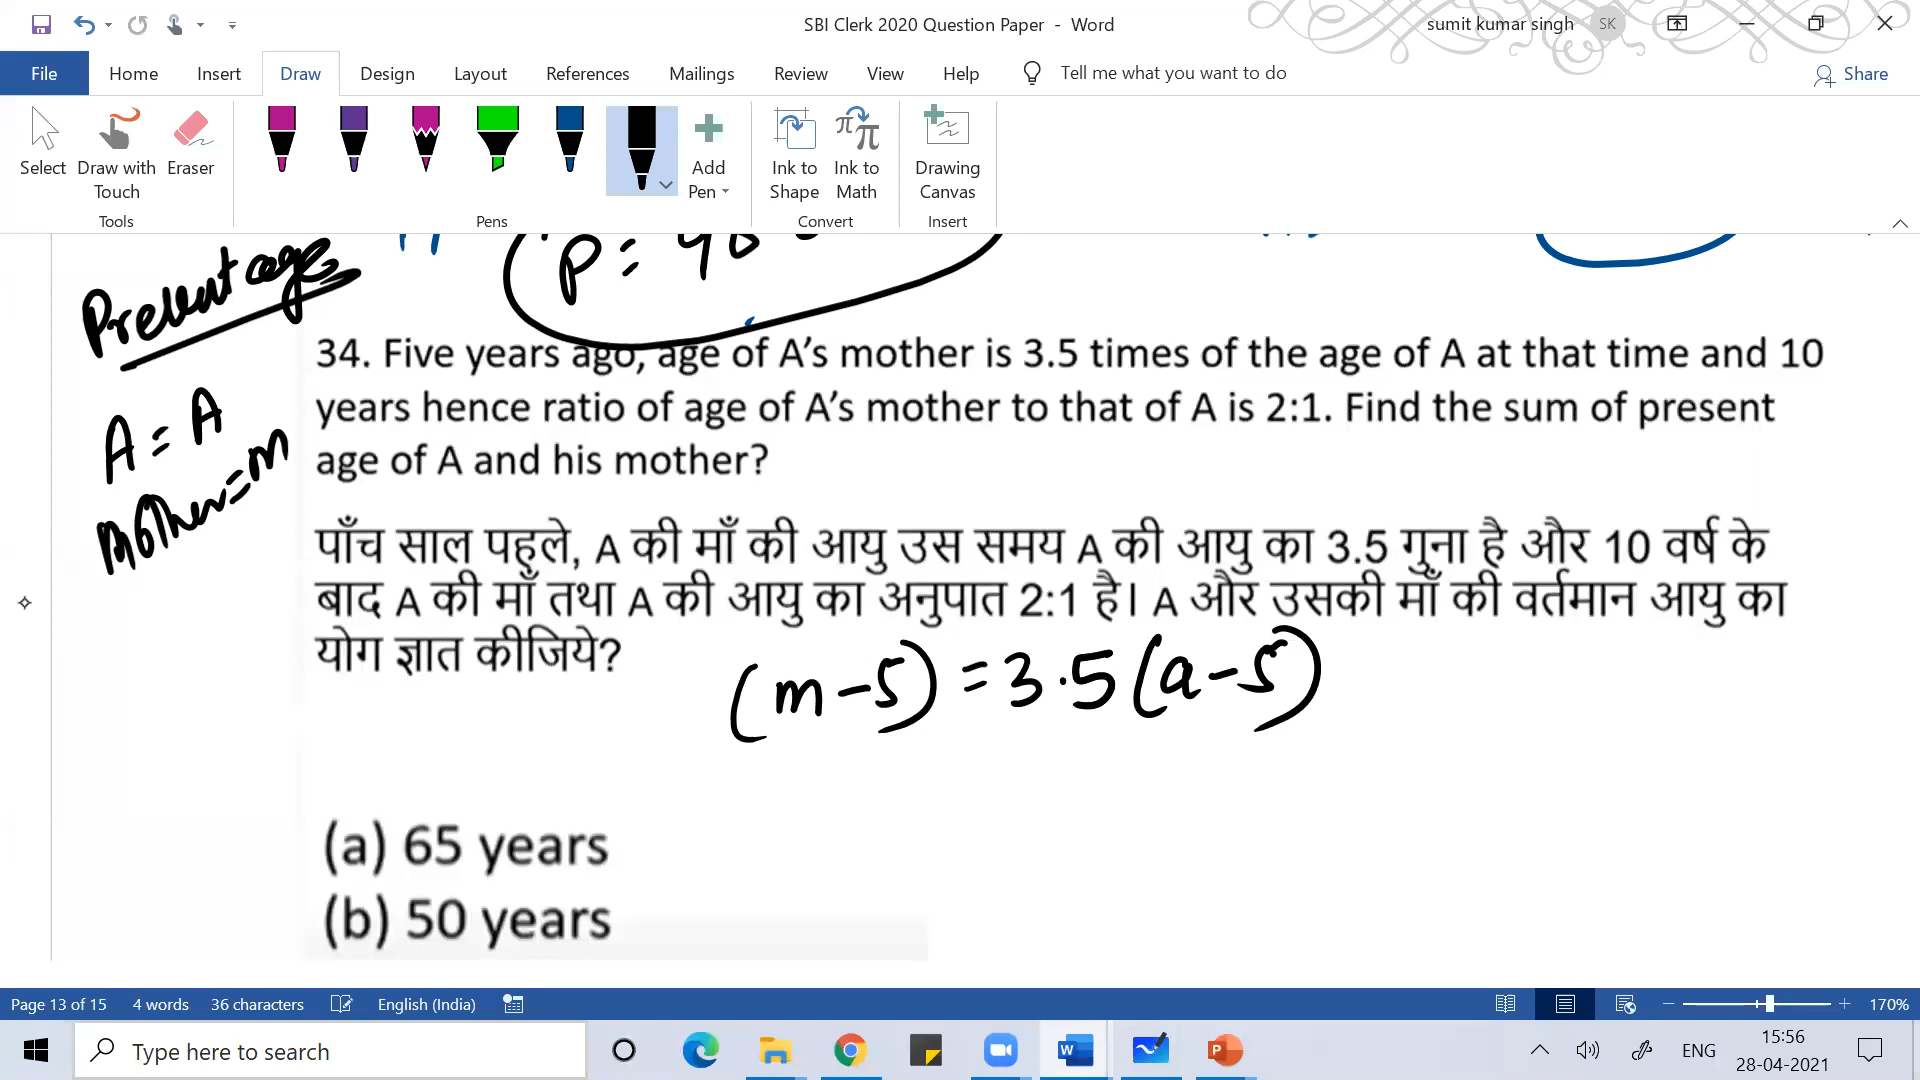 SBI Clerk 2020 Question Paper - Word
sumit kumar singh
SK
File Home Insert Draw Design Layout References Mailings Review View Help Tell me what you want to do Share
Select
Draw with Touch
Eraser
Add Pen
Ink to Shape
Ink to Math
Drawing Canvas
Tools
Pens
Convert
Insert
P = 48
A = A
Mother = m
34. Five years ago, age of A’s mother is 3.5 times of the age of A at that time and 10
years hence ratio of age of A’s mother to that of A is 2:1. Find the sum of present
age of A and his mother?
पाँच साल पहले, A की माँ की आयु उस समय A की आयु का 3.5 गुना है और 10 वर्ष के
बाद A की माँ तथा A की आयु का अनुपात 2:1 है। A और उसकी माँ की वर्तमान आयु का
योग ज्ञात कीजिये?
(m-5) = 3.5(a-5)
(a) 65 years
(b) 50 years
Page 13 of 15 4 words 36 characters English (India) 170%
Type here to search
ENG
15:56
28-04-2021